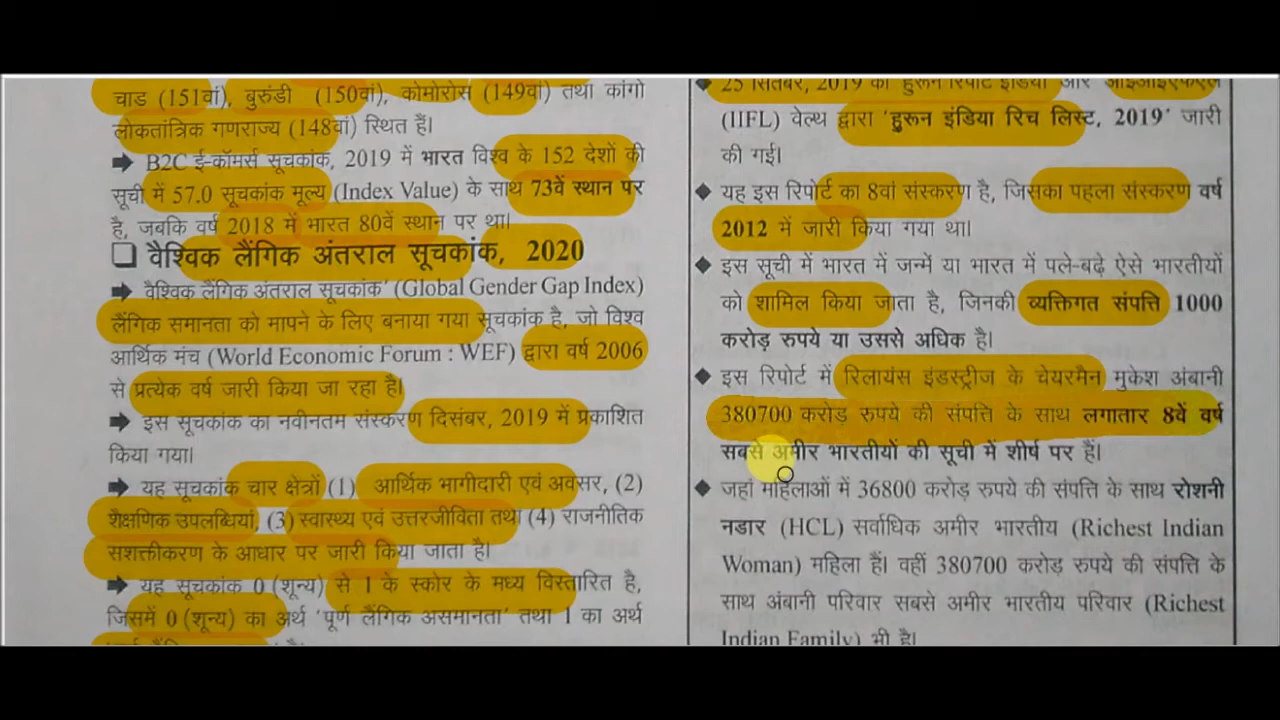 चाड (151वां), बुरुंडी (150वां), कोमोरोस (149वां) तथा कांगो
लोकतांत्रिक गणराज्य (148वां) स्थित हैं।
➡ B2C ई-कॉमर्स सूचकांक, 2019 में भारत विश्व के 152 देशों की
सूची में 57.0 सूचकांक मूल्य (Index Value) के साथ 73वें स्थान पर
है, जबकि वर्ष 2018 में भारत 80वें स्थान पर था।
❑ वैश्विक लैंगिक अंतराल सूचकांक, 2020
➡ वैश्विक लैंगिक अंतराल सूचकांक' (Global Gender Gap Index)
लैंगिक समानता को मापने के लिए बनाया गया सूचकांक है, जो विश्व
आर्थिक मंच (World Economic Forum : WEF) द्वारा वर्ष 2006
से प्रत्येक वर्ष जारी किया जा रहा है।
➡ इस सूचकांक का नवीनतम संस्करण दिसंबर, 2019 में प्रकाशित
किया गया।
➡ यह सूचकांक चार क्षेत्रों (1) आर्थिक भागीदारी एवं अवसर, (2)
शैक्षणिक उपलब्धियां, (3) स्वास्थ्य एवं उत्तरजीविता तथा (4) राजनीतिक
सशक्तीकरण के आधार पर जारी किया जाता है।
➡ यह सूचकांक 0 (शून्य) से 1 के स्कोर के मध्य विस्तारित है,
जिसमें 0 (शून्य) का अर्थ 'पूर्ण लैंगिक असमानता' तथा 1 का अर्थ
25 सितंबर, 2019 को हुरून रिपोर्ट इंडिया और आईआईएफएल
(IIFL) वेल्थ द्वारा 'हुरून इंडिया रिच लिस्ट, 2019' जारी
की गई।
◆ यह इस रिपोर्ट का 8वां संस्करण है, जिसका पहला संस्करण वर्ष
2012 में जारी किया गया था।
◆ इस सूची में भारत में जन्में या भारत में पले-बढ़े ऐसे भारतीयों
को शामिल किया जाता है, जिनकी व्यक्तिगत संपत्ति 1000
करोड़ रुपये या उससे अधिक है।
◆ इस रिपोर्ट में रिलायंस इंडस्ट्रीज के चेयरमैन मुकेश अंबानी
380700 करोड़ रुपये की संपत्ति के साथ लगातार 8वें वर्ष
सबसे अमीर भारतीयों की सूची में शीर्ष पर हैं।
◆ जहां महिलाओं में 36800 करोड़ रुपये की संपत्ति के साथ रोशनी
नडार (HCL) सर्वाधिक अमीर भारतीय (Richest Indian
Woman) महिला हैं। वहीं 380700 करोड़ रुपये की संपत्ति के
साथ अंबानी परिवार सबसे अमीर भारतीय परिवार (Richest
Indian Family) भी है।